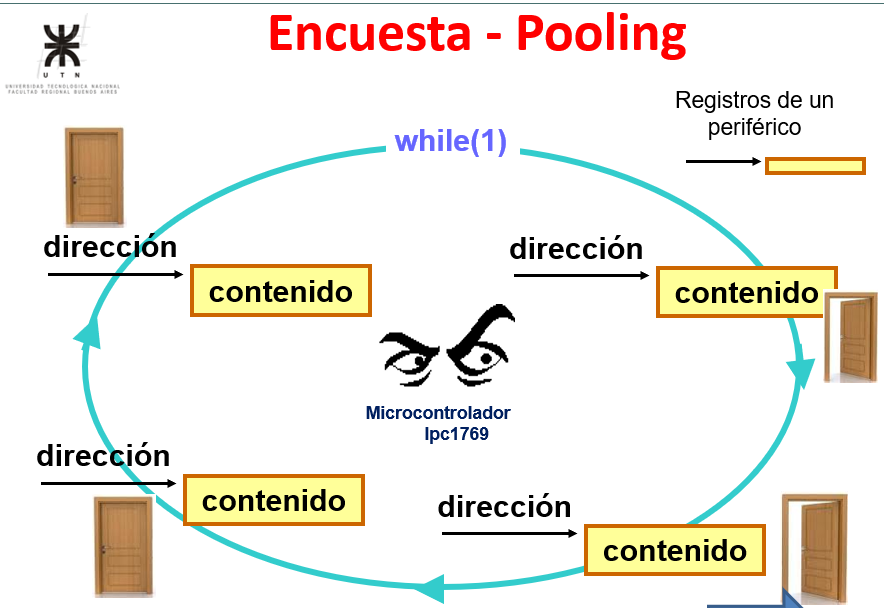 Encuesta - Pooling
U T N
UNIVERSIDAD TECNOLOGICA NACIONAL
FACULTAD REGIONAL BUENOS AIRES
Registros de un
periférico
while(1)
dirección
contenido
dirección
contenido
Microcontrolador
lpc1769
dirección
contenido
dirección
contenido